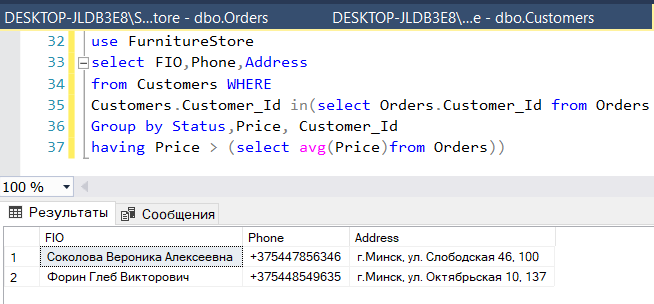 DESKTOP-JLDB3E8\S...tore - dbo.Orders DESKTOP-JLDB3E8\...e - dbo.Customers
32 use FurnitureStore
33 select FIO,Phone,Address
34 from Customers WHERE
35 Customers.Customer_Id in(select Orders.Customer_Id from Orders
36 Group by Status,Price, Customer_Id
37 having Price > (select avg(Price)from Orders))
100 %
Результаты Сообщения
FIO Phone Address
1 Соколова Вероника Алексеевна +375447856346 г.Минск, ул. Слободская 46, 100
2 Форин Глеб Викторович +375448549635 г.Минск, ул. Октябрьская 10, 137